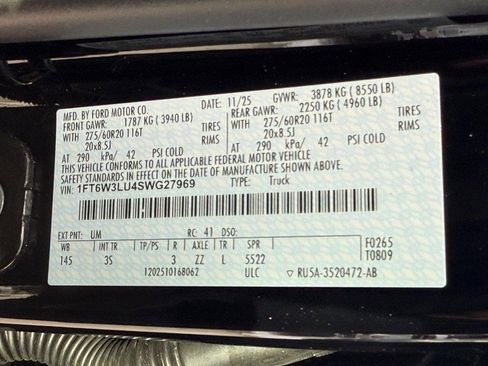 MFD. BY FORD MOTOR CO.
DATE: 11/25 GVWR: 3878 KG ( 8550 LB)
FRONT GAWR: 1787 KG ( 3940 LB) REAR GAWR: 2250 KG ( 4960 LB)
WITH 275/60R20 116T TIRES WITH 275/60R20 116T TIRES
20x8.5J RIMS 20x8.5J RIMS
AT 290 kPa/ 42 PSI COLD AT 290 kPa/ 42 PSI COLD
THIS VEHICLE CONFORMS TO ALL APPLICABLE FEDERAL MOTOR VEHICLE
SAFETY STANDARDS IN EFFECT ON THE DATE OF MANUFACTURE SHOWN ABOVE.
VIN: 1FT6W3LU4SWG27969 TYPE: Truck
EXT PNT: UM RC: 41 DSO:
WB INT TR TP/PS R AXLE TR SPR F0265
145 3S 3 ZZ L 5522 T0809
1202510168062 ULC RU5A-3520472-AB